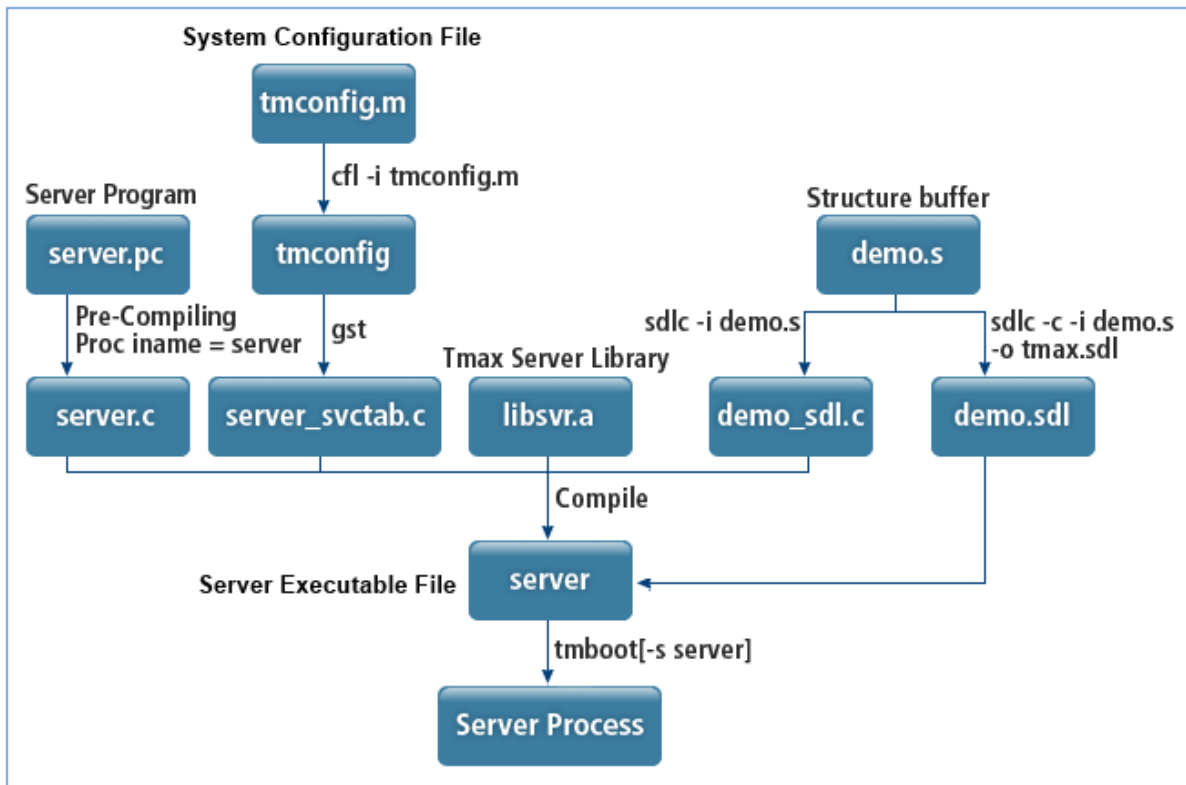 System Configuration File
tmconfig.m
cfl -i tmconfig.m
Server Program
Structure buffer
server.pc
tmconfig
demo.s
Pre-Compiling
Proc iname = server
gst
sdlc -i demo.s
sdlc -c -i demo.s
-o tmax.sdl
Tmax Server Library
server.c
server_svctab.c
libsvr.a
demo_sdl.c
demo.sdl
Compile
Server Executable File
server
tmboot[-s server]
Server Process